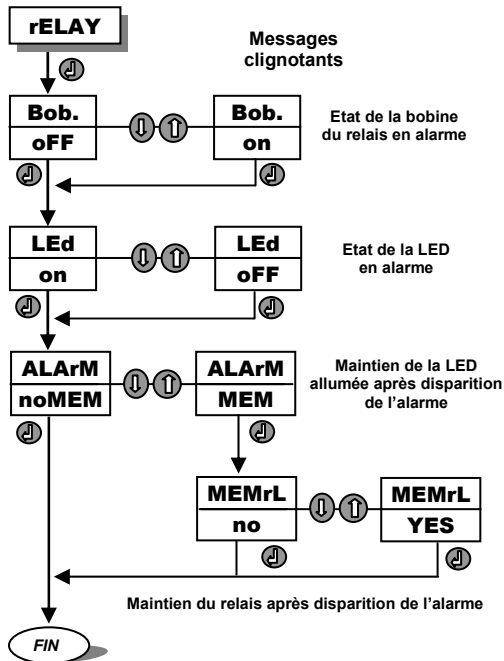 rELAY
Messages
clignotants
Bob.
oFF
Bob.
on
Etat de la bobine
du relais en alarme
LEd
on
LEd
oFF
Etat de la LED
en alarme
ALArM
noMEM
ALArM
MEM
Maintien de la LED
allumée après disparition
de l'alarme
MEMrL
no
MEMrL
YES
Maintien du relais après disparition de l'alarme
FIN